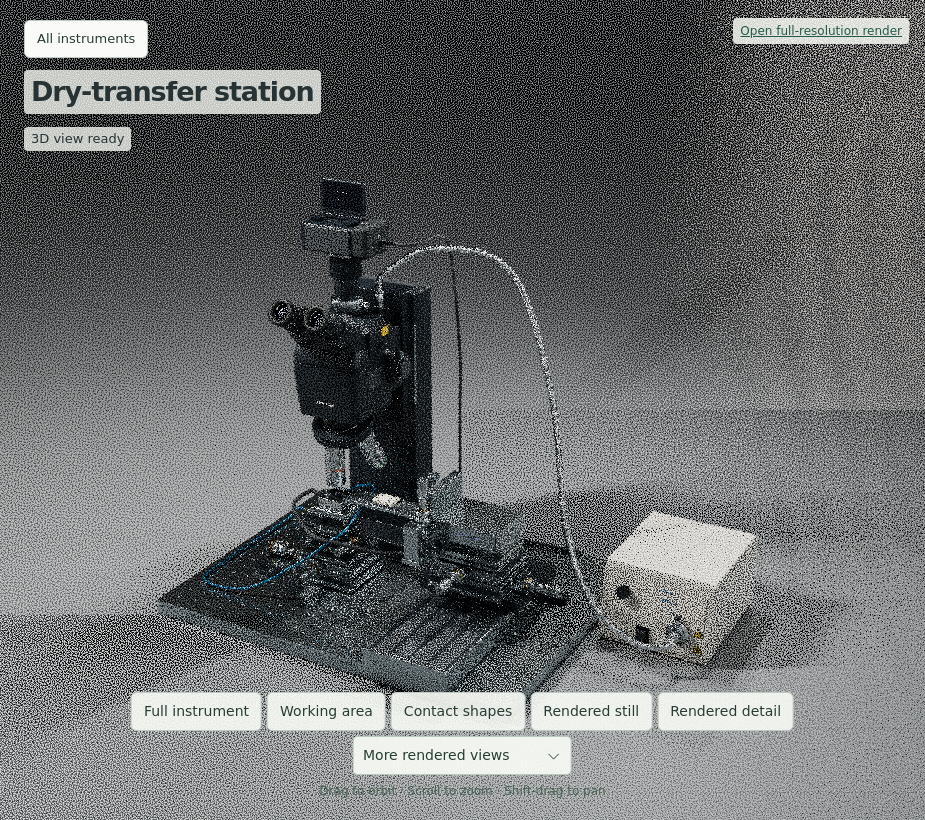 All instruments
Open full-resolution render
Dry-transfer station
3D view ready
Full instrument
Working area
Contact shapes
Rendered still
Rendered detail
More rendered views
Drag to orbit · Scroll to zoom · Shift-drag to pan